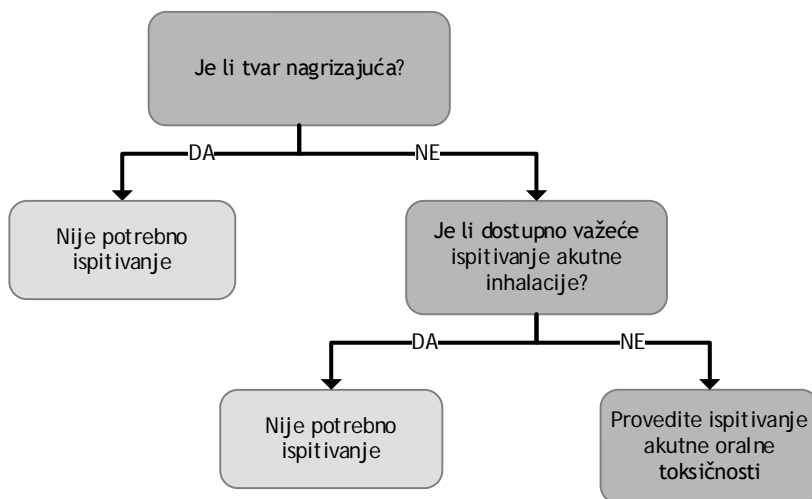 Je li tvar nagrizajuća?
DA
NE
Nije potrebno
ispitivanje
Je li dostupno važeće
ispitivanje akutne
inhalacije?
DA
NE
Nije potrebno
ispitivanje
Provedite ispitivanje
akutne oralne
toksičnosti